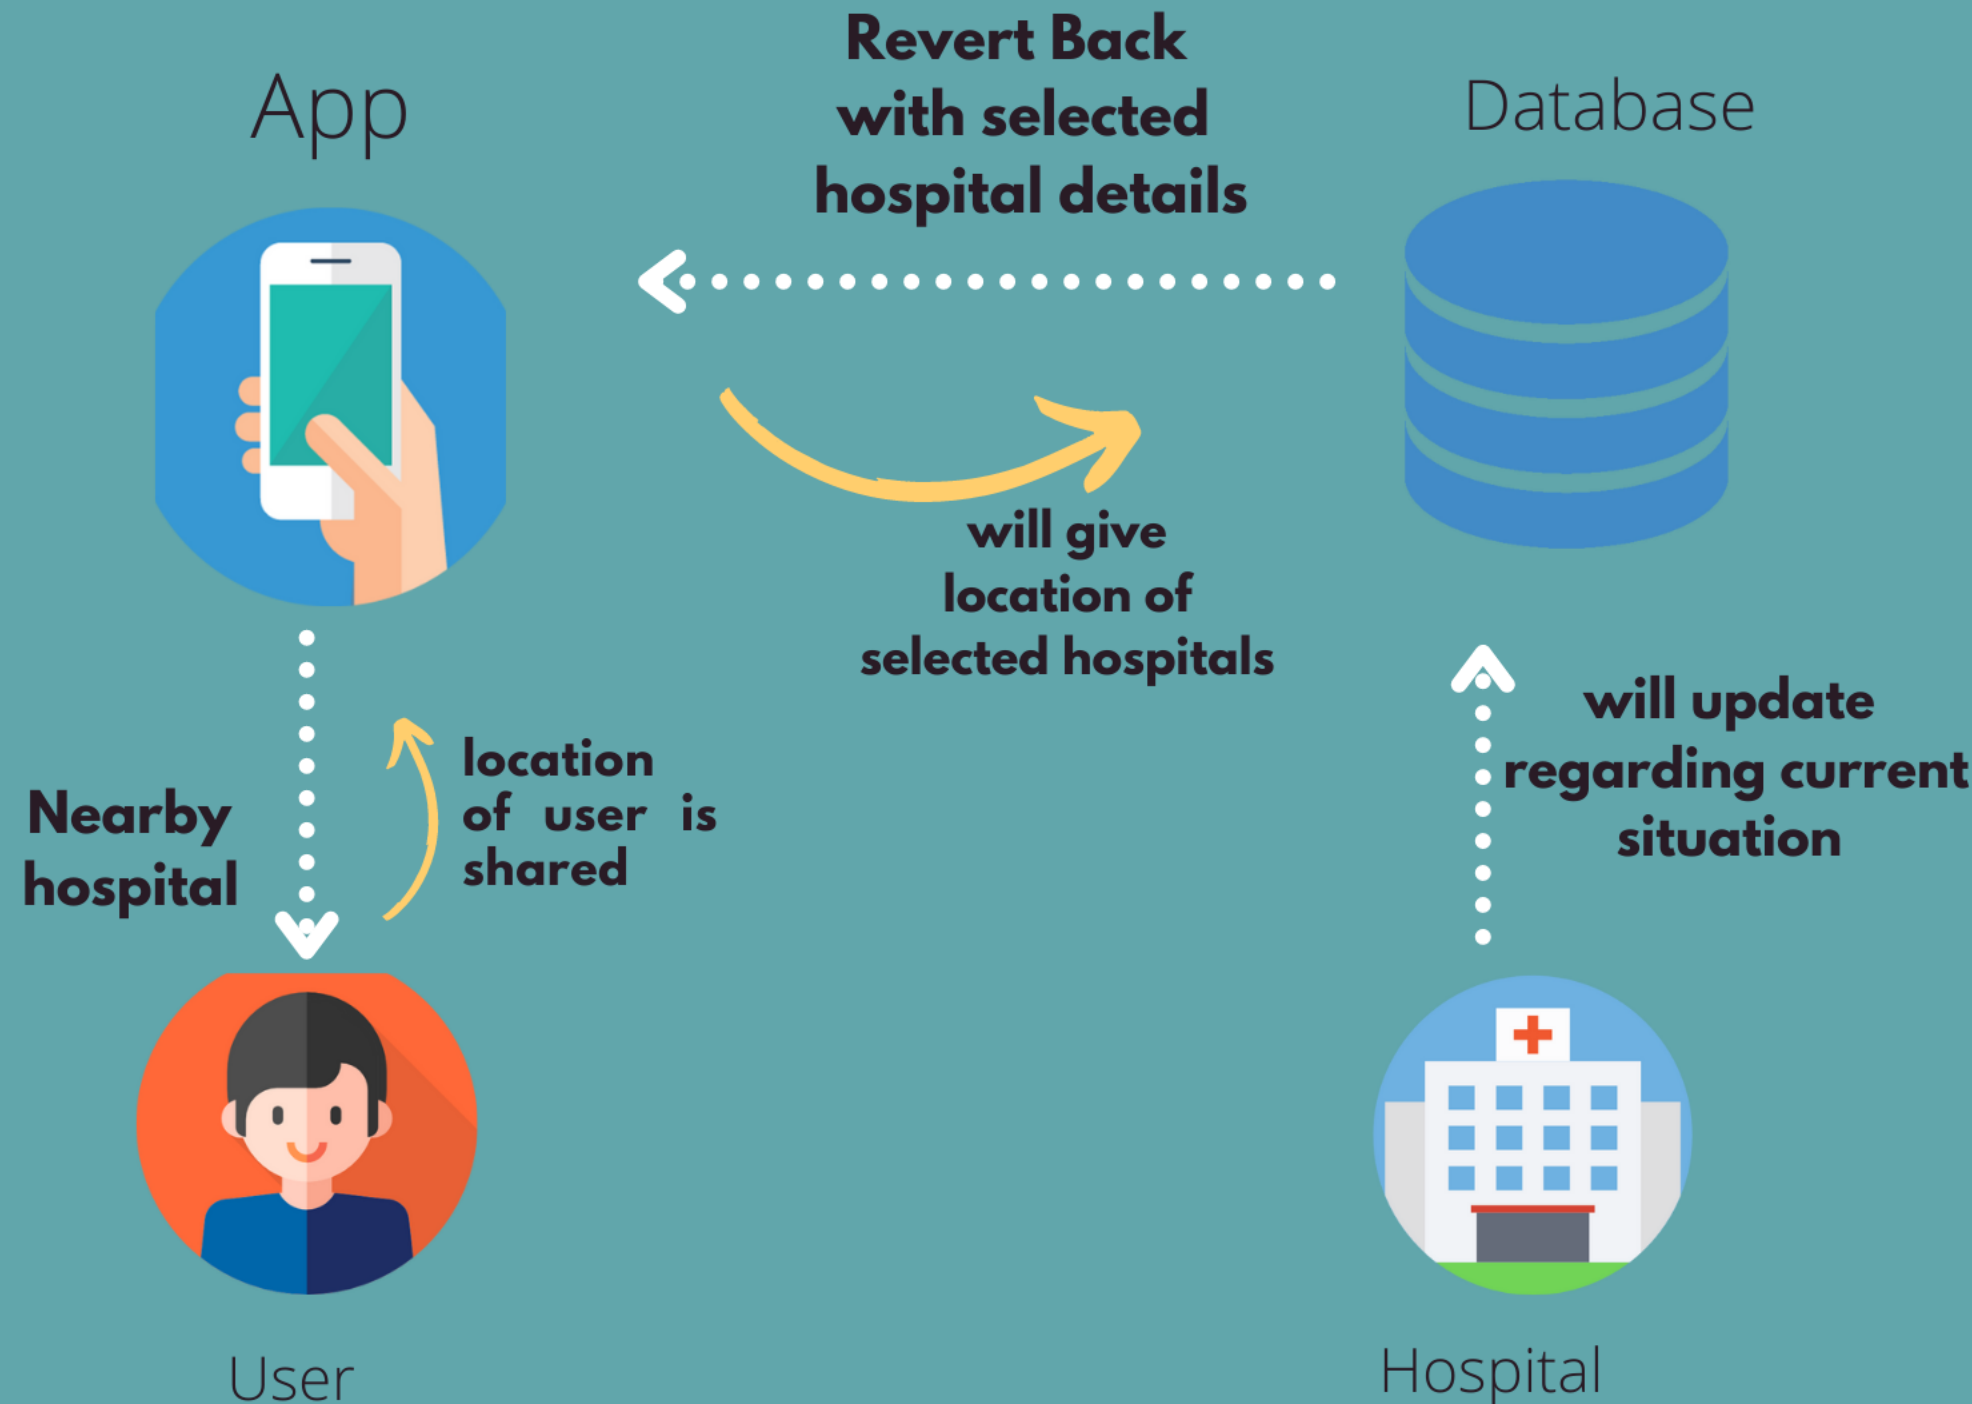 App
Revert Back
with selected
hospital details
Database
will give
location of
selected hospitals
Nearby
hospital
location
of user is
shared
will update
regarding current
situation
User
Hospital